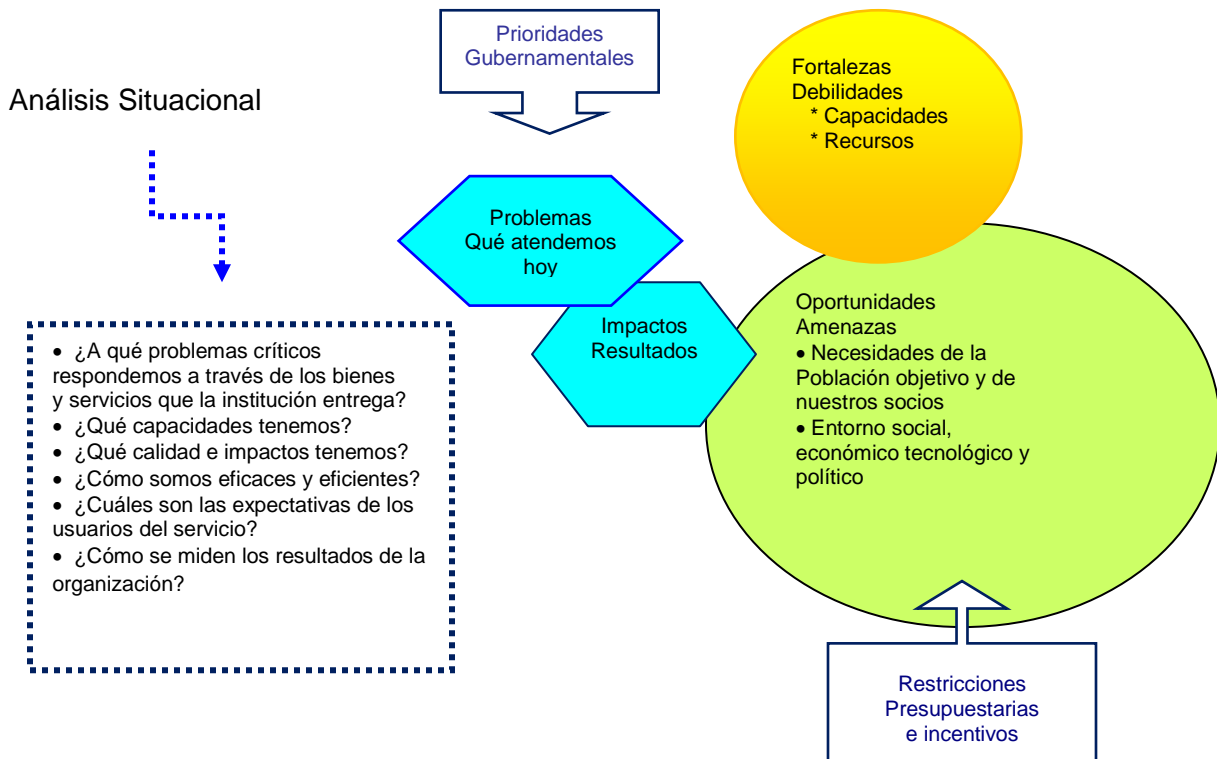 Análisis Situacional
Prioridades
Gubernamentales
Fortalezas
Debilidades
* Capacidades
* Recursos
Problemas
Qué atendemos
hoy
Impactos
Resultados
Oportunidades
Amenazas
• Necesidades de la
Población objetivo y de
nuestros socios
• Entorno social,
económico tecnológico y
político
• ¿A qué problemas críticos
respondemos a través de los bienes
y servicios que la institución entrega?
• ¿Qué capacidades tenemos?
• ¿Qué calidad e impactos tenemos?
• ¿Cómo somos eficaces y eficientes?
• ¿Cuáles son las expectativas de los
usuarios del servicio?
• ¿Cómo se miden los resultados de la
organización?
Restricciones
Presupuestarias
e incentivos